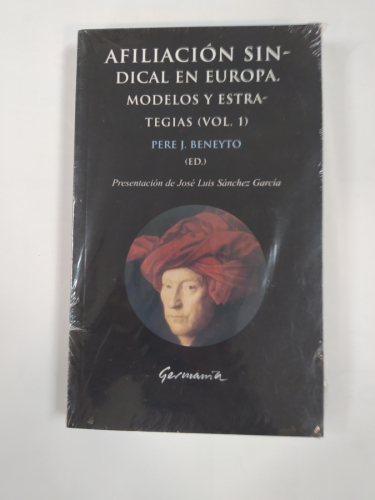 AFILIACIÓN SIN-
DICAL EN EUROPA.
MODELOS Y ESTRA-
TEGIAS (VOL. 1)
PERE J. BENEYTO
(ED.)
Presentación de José Luis Sánchez García
Germanía